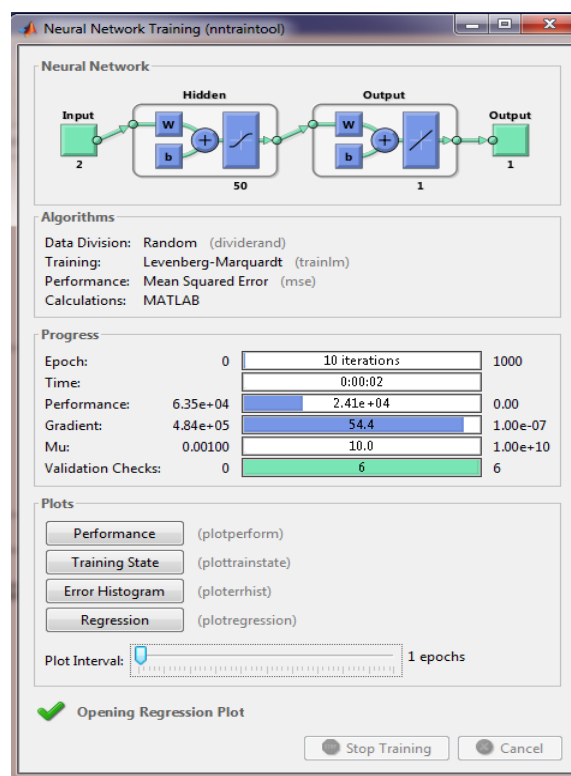 Neural Network Training (nntraintool)
Neural Network
Hidden
Output
Input
W
b
W
b
Output
2
50
1
1
Algorithms
Data Division: Random (dividerand)
Training: Levenberg-Marquardt (trainlm)
Performance: Mean Squared Error (mse)
Calculations: MATLAB
Progress
Epoch: 0 10 iterations 1000
Time: 0:00:02
Performance: 6.35e+04 2.41e+04 0.00
Gradient: 4.84e+05 54.4 1.00e-07
Mu: 0.00100 10.0 1.00e+10
Validation Checks: 0 6 6
Plots
Performance (plotperform)
Training State (plottrainstate)
Error Histogram (ploterrhist)
Regression (plotregression)
Plot Interval: 1 epochs
Opening Regression Plot
Stop Training Cancel